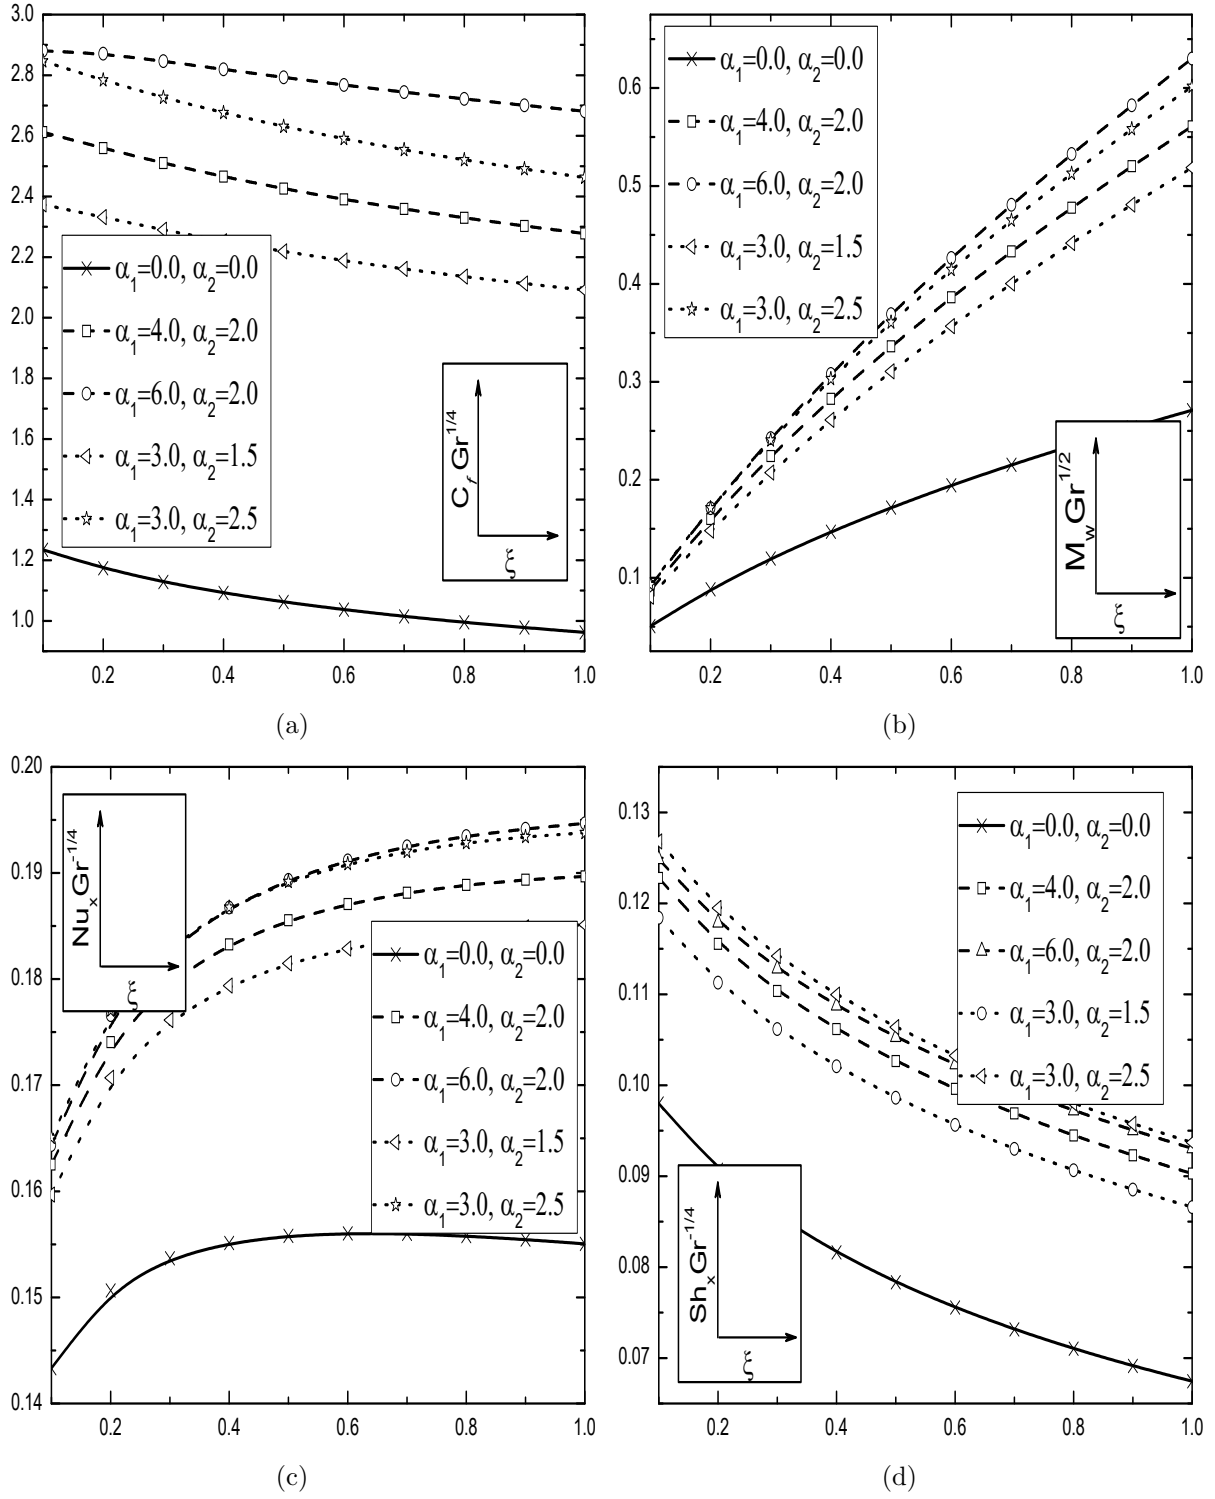 3.0
2.8
2.6
2.4
2.2
2.0
1.8
1.6
1.4
1.2
1.0
α₁=0.0, α₂=0.0
α₁=4.0, α₂=2.0
α₁=6.0, α₂=2.0
α₁=3.0, α₂=1.5
α₁=3.0, α₂=2.5
C_f Gr^1/4
ξ
0.2 0.4 0.6 0.8 1.0
(a)
0.6
0.5
0.4
0.3
0.2
0.1
α₁=0.0, α₂=0.0
α₁=4.0, α₂=2.0
α₁=6.0, α₂=2.0
α₁=3.0, α₂=1.5
α₁=3.0, α₂=2.5
M_w Gr^1/2
ξ
0.2 0.4 0.6 0.8 1.0
(b)
0.20
0.19
0.18
0.17
0.16
0.15
0.14
Nu_x Gr^-1/4
ξ
α₁=0.0, α₂=0.0
α₁=4.0, α₂=2.0
α₁=6.0, α₂=2.0
α₁=3.0, α₂=1.5
α₁=3.0, α₂=2.5
0.2 0.4 0.6 0.8 1.0
(c)
0.13
0.12
0.11
0.10
0.09
0.08
0.07
α₁=0.0, α₂=0.0
α₁=4.0, α₂=2.0
α₁=6.0, α₂=2.0
α₁=3.0, α₂=1.5
α₁=3.0, α₂=2.5
Sh_x Gr^-1/4
ξ
0.2 0.4 0.6 0.8 1.0
(d)